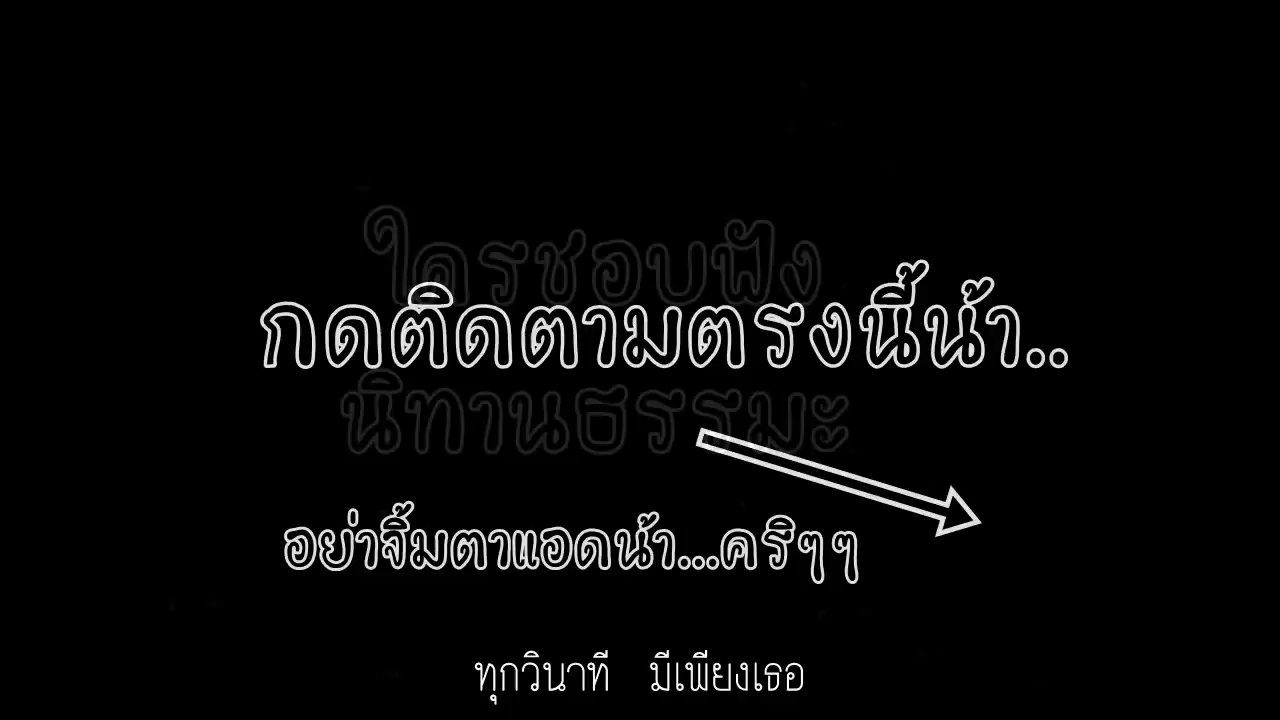 ใครชอบฟัง
กดติดตามตรงนี้น้า..
นิทานธรรมะ
อย่าจิ้มตาแอดน้า...คริๆๆ
ทุกวินาที มีเพียงเธอ